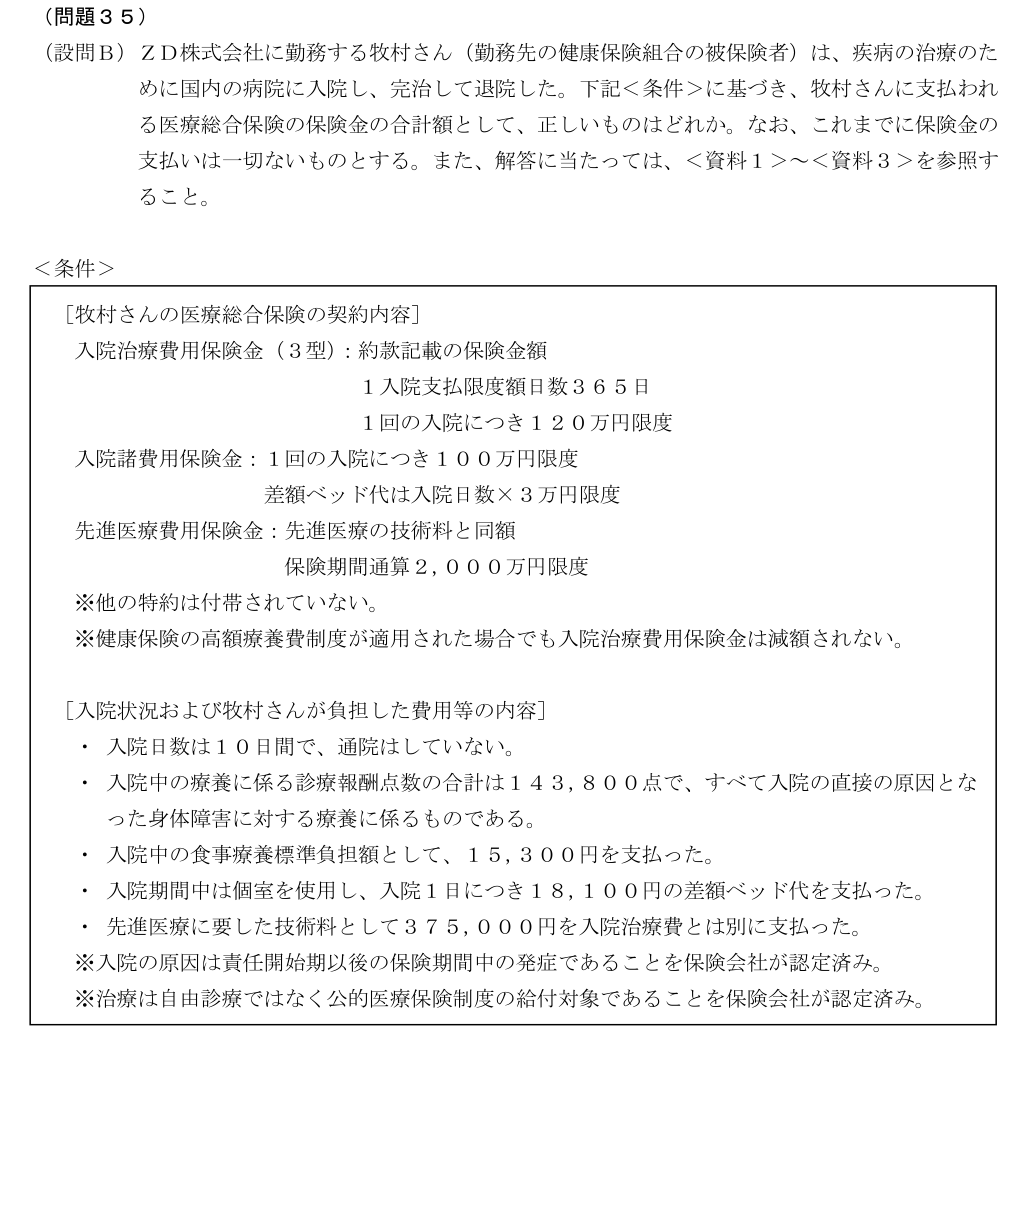 （問題３５）
（設問Ｂ）ＺＤ株式会社に勤務する牧村さん（勤務先の健康保険組合の被保険者）は、疾病の治療のた
めに国内の病院に入院し、完治して退院した。下記＜条件＞に基づき、牧村さんに支払われ
る医療総合保険の保険金の合計額として、正しいものはどれか。なお、これまでに保険金の
支払いは一切ないものとする。また、解答に当たっては、＜資料１＞～＜資料３＞を参照す
ること。
＜条件＞
［牧村さんの医療総合保険の契約内容］
入院治療費用保険金（３型）：約款記載の保険金額
１入院支払限度額日数３６５日
１回の入院につき１２０万円限度
入院諸費用保険金：１回の入院につき１００万円限度
差額ベッド代は入院日数×３万円限度
先進医療費用保険金：先進医療の技術料と同額
保険期間通算２，０００万円限度
※他の特約は付帯されていない。
※健康保険の高額療養費制度が適用された場合でも入院治療費用保険金は減額されない。
［入院状況および牧村さんが負担した費用等の内容］
・ 入院日数は１０日間で、通院はしていない。
・ 入院中の療養に係る診療報酬点数の合計は１４３，８００点で、すべて入院の直接の原因とな
った身体障害に対する療養に係るものである。
・ 入院中の食事療養標準負担額として、１５，３００円を支払った。
・ 入院期間中は個室を使用し、入院１日につき１８，１００円の差額ベッド代を支払った。
・ 先進医療に要した技術料として３７５，０００円を入院治療費とは別に支払った。
※入院の原因は責任開始期以後の保険期間中の発症であることを保険会社が認定済み。
※治療は自由診療ではなく公的医療保険制度の給付対象であることを保険会社が認定済み。